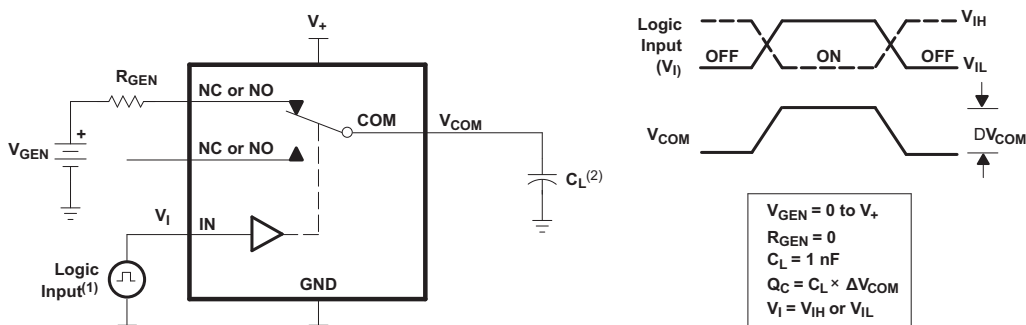 V+
RGEN
NC or NO
COM
VCOM
+
VGEN
NC or NO
CL(2)
VI
IN
Logic
Input(1)
GND
Logic
Input
(VI)
VIH
OFF
ON
OFF
VIL
VCOM
DVCOM
VGEN = 0 to V+
RGEN = 0
CL = 1 nF
QC = CL × ΔVCOM
VI = VIH or VIL